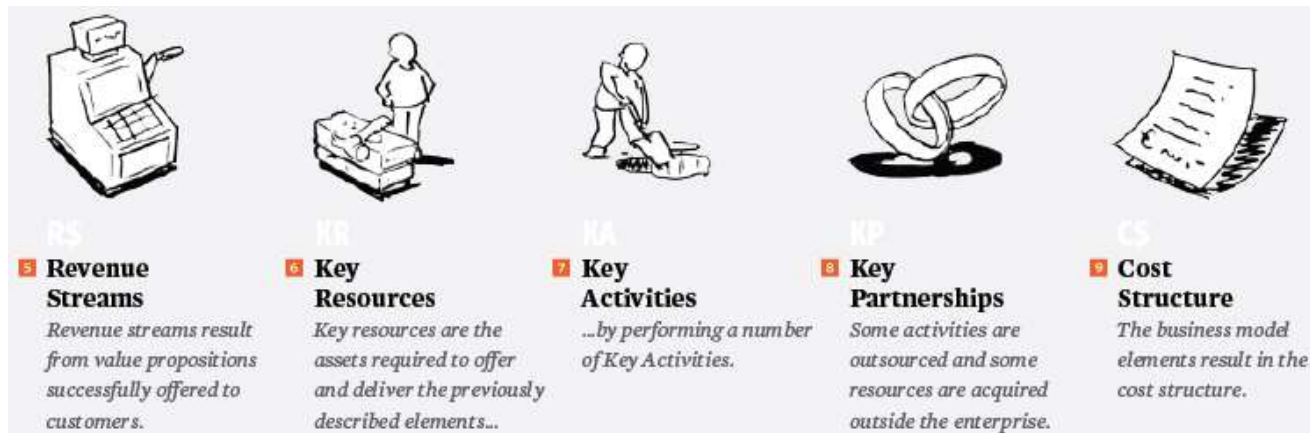 RS
5 Revenue
Streams
Revenue streams result
from value propositions
successfully offered to
customers.
KR
6 Key
Resources
Key resources are the
assets required to offer
and deliver the previously
described elements...
KA
7 Key
Activities
...by performing a number
of Key Activities.
KP
8 Key
Partnerships
Some activities are
outsourced and some
resources are acquired
outside the enterprise.
CS
9 Cost
Structure
The business model
elements result in the
cost structure.